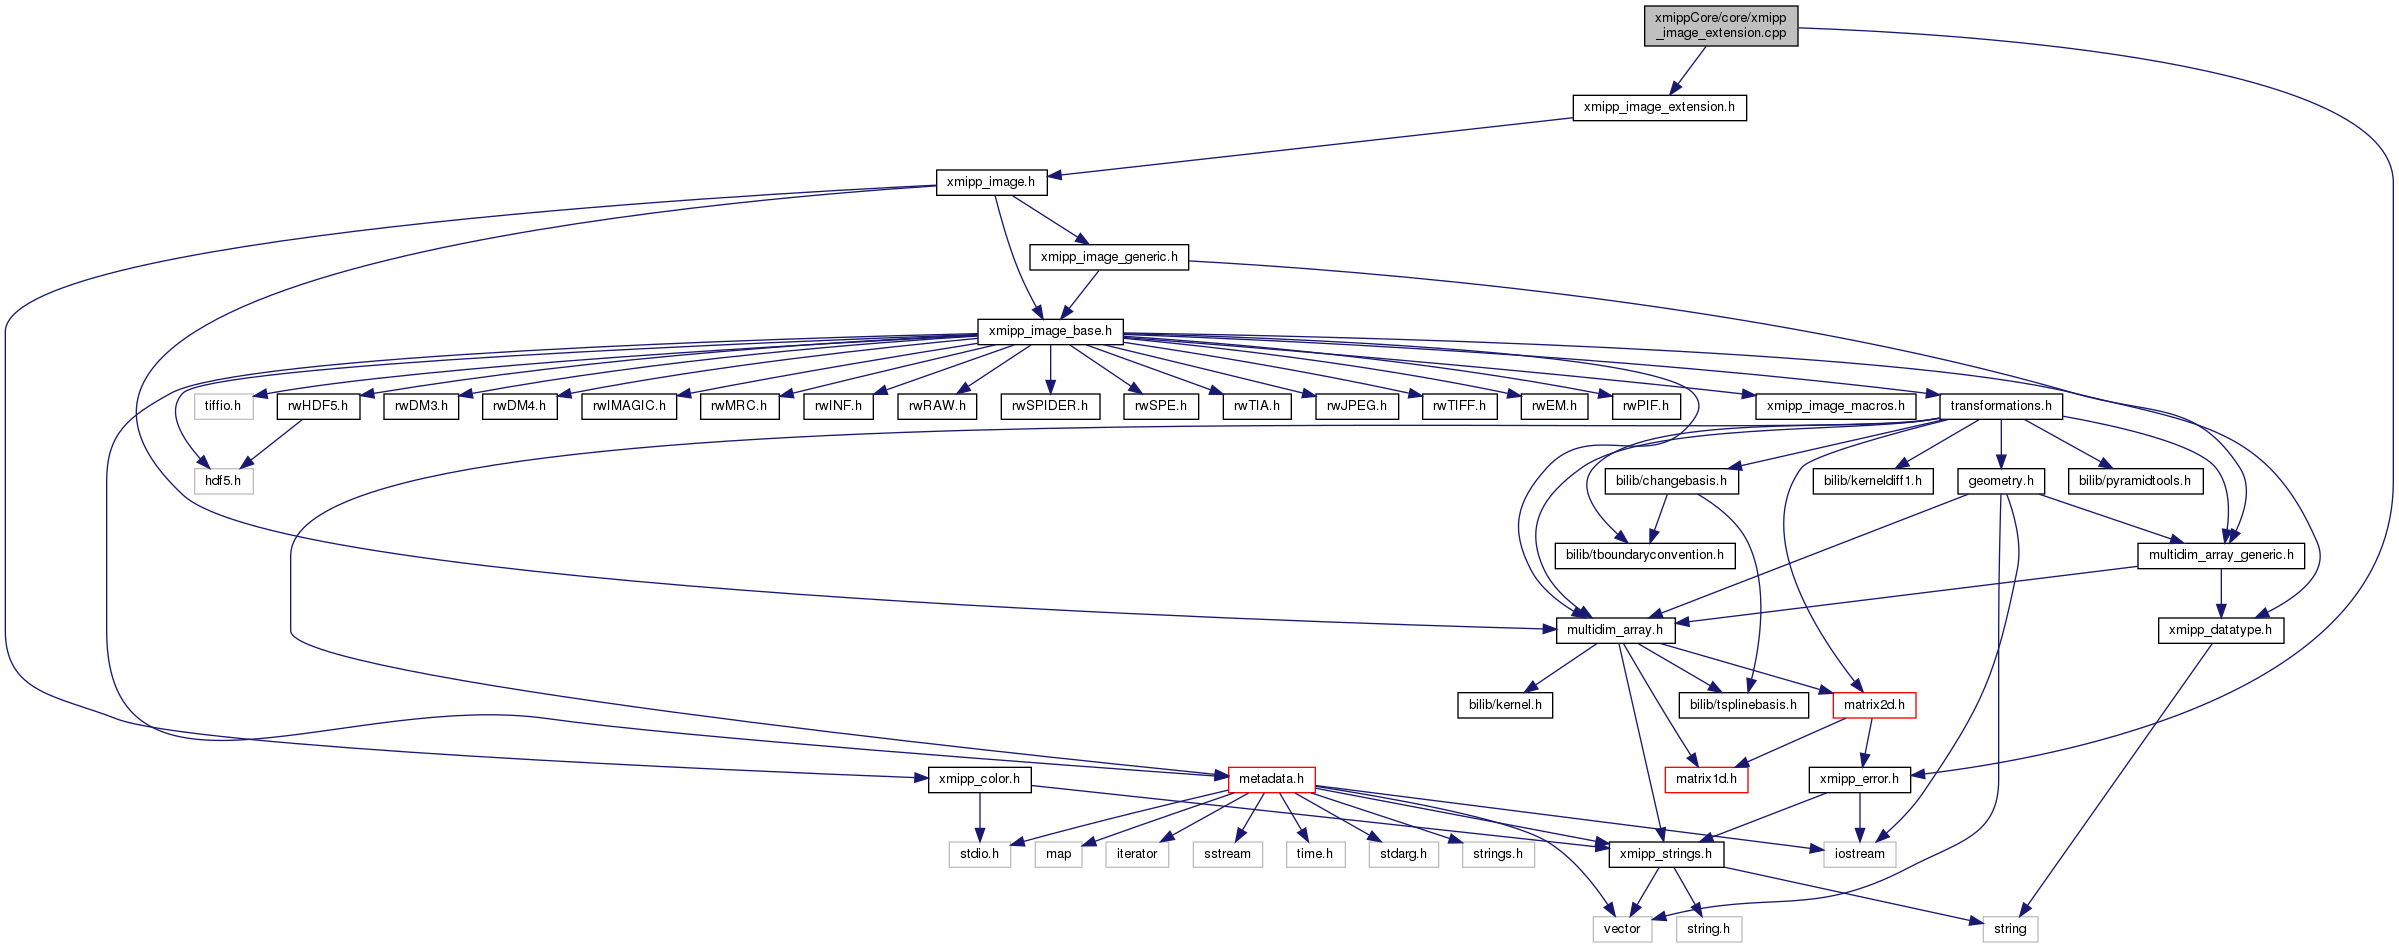 xmippCore/core/xmipp
_image_extension.cpp
xmipp_image_extension.h
xmipp_image.h
xmipp_image_generic.h
xmipp_image_base.h
tiffio.h
rwHDF5.h
rwDM3.h
rwDM4.h
rwIMAGIC.h
rwMRC.h
rwINF.h
rwRAW.h
rwSPIDER.h
rwSPE.h
rwTIA.h
rwJPEG.h
rwTIFF.h
rwEM.h
rwPIF.h
xmipp_image_macros.h
transformations.h
hdf5.h
bilib/changebasis.h
bilib/kerneldiff1.h
geometry.h
bilib/pyramidtools.h
bilib/tboundaryconvention.h
multidim_array_generic.h
multidim_array.h
xmipp_datatype.h
bilib/kernel.h
bilib/tsplinebasis.h
matrix2d.h
xmipp_color.h
metadata.h
matrix1d.h
xmipp_error.h
stdio.h
map
iterator
sstream
time.h
stdarg.h
strings.h
xmipp_strings.h
iostream
vector
string.h
string